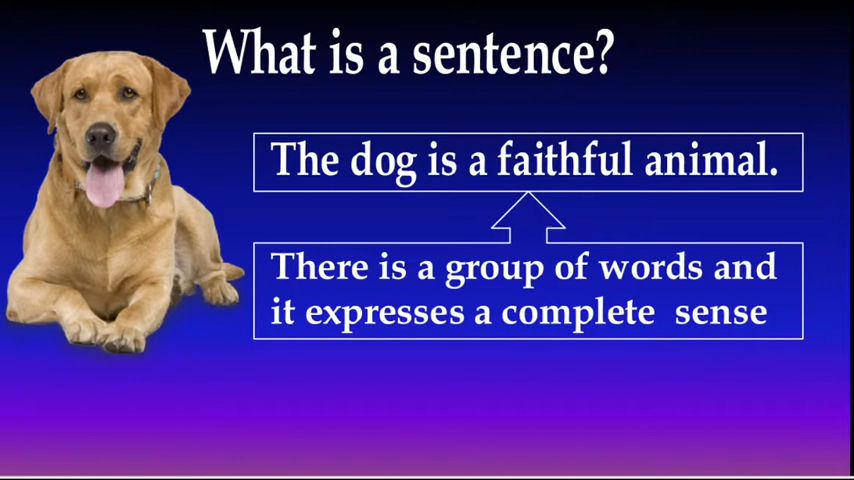 What is a sentence?
The dog is a faithful animal.
There is a group of words and
it expresses a complete sense